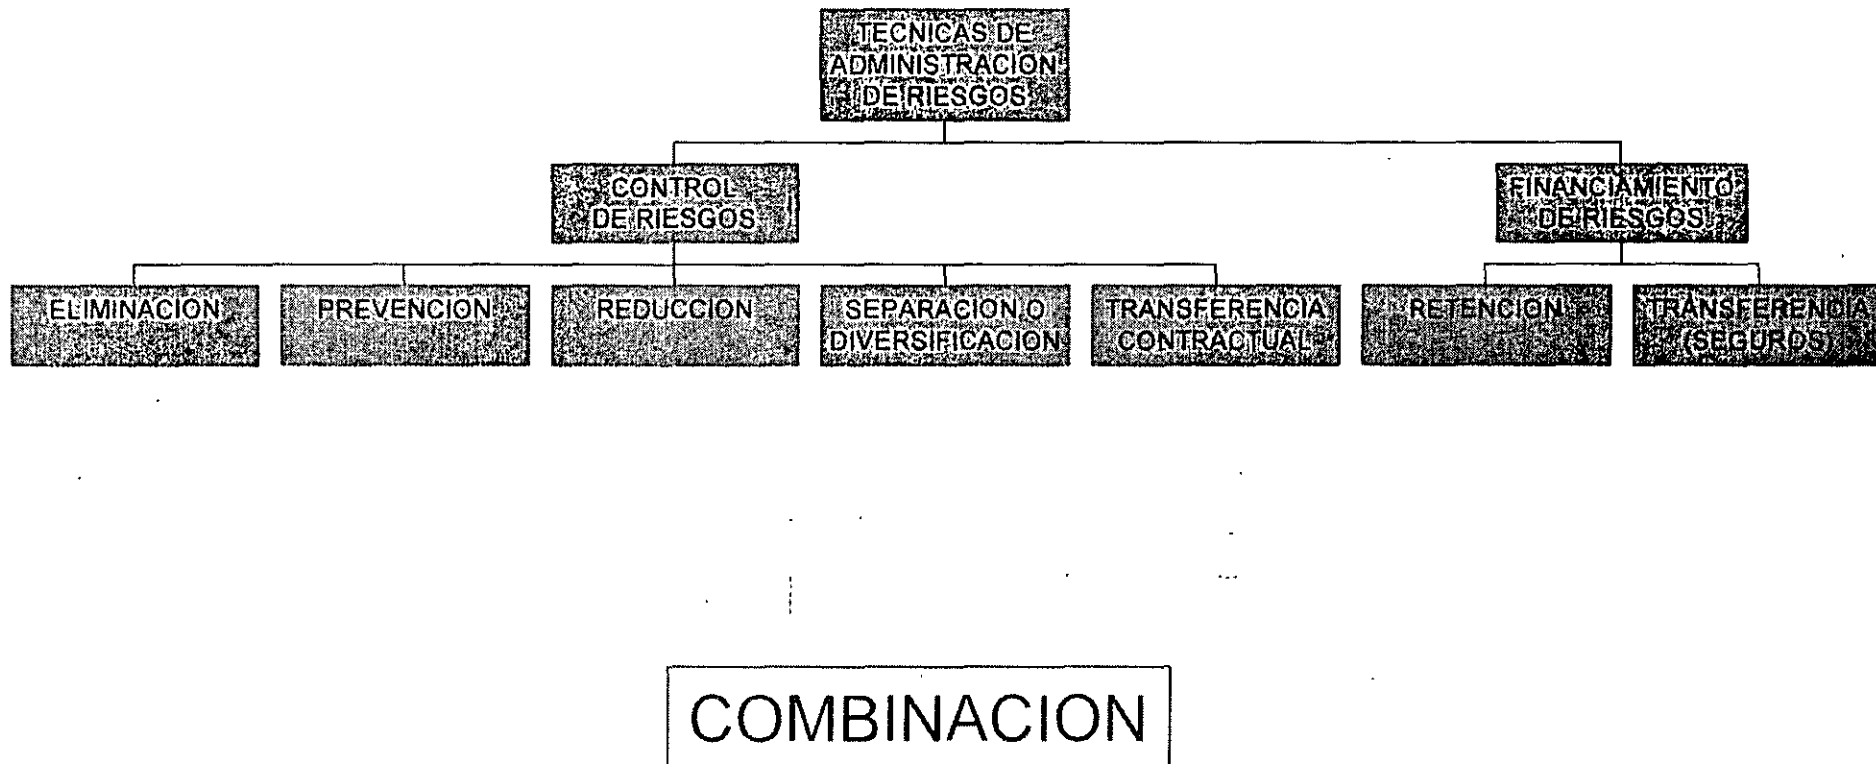 TECNICAS DE
ADMINISTRACION
DE RIESGOS
CONTROL
DE RIESGOS
FINANCIAMIENTO
DE RIESGOS
ELIMINACION
PREVENCION
REDUCCION
SEPARACION O
DIVERSIFICACION
TRANSFERENCIA
CONTRACTUAL
RETENCION
TRANSFERENCIA
(SEGUROS)
COMBINACION